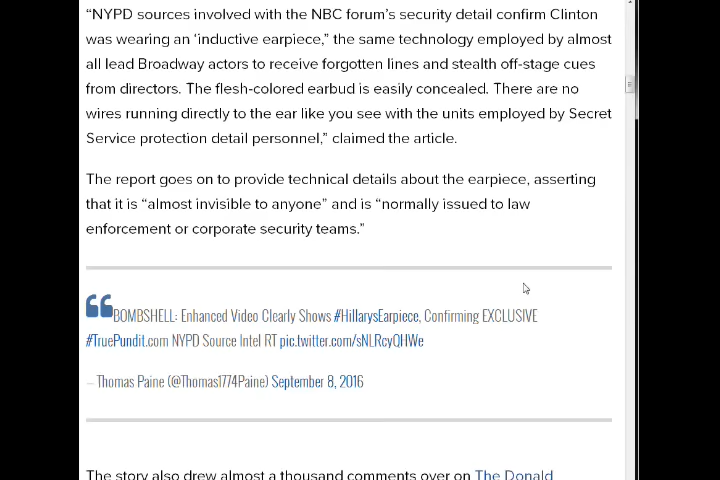 “NYPD sources involved with the NBC forum’s security detail confirm Clinton
was wearing an ‘inductive earpiece,” the same technology employed by almost
all lead Broadway actors to receive forgotten lines and stealth off-stage cues
from directors. The flesh-colored earbud is easily concealed. There are no
wires running directly to the ear like you see with the units employed by Secret
Service protection detail personnel,” claimed the article.
The report goes on to provide technical details about the earpiece, asserting
that it is “almost invisible to anyone” and is “normally issued to law
enforcement or corporate security teams.”
BOMBSHELL: Enhanced Video Clearly Shows #HillarysEarpiece, Confirming EXCLUSIVE
#TruePundit.com NYPD Source Intel RT pic.twitter.com/sNLRcyQHWe
— Thomas Paine (@Thomas1774Paine) September 8, 2016
The story also drew almost a thousand comments over on The Donald